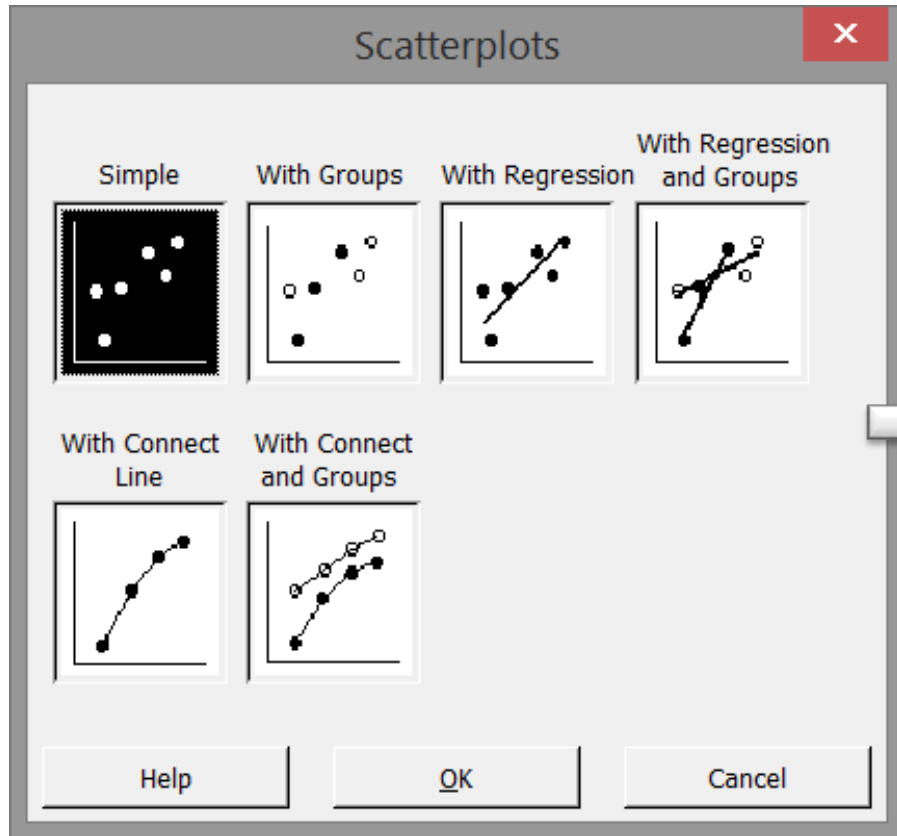 Scatterplots
Simple
With Groups
With Regression
With Regression
and Groups
With Connect
Line
With Connect
and Groups
Help
OK
Cancel